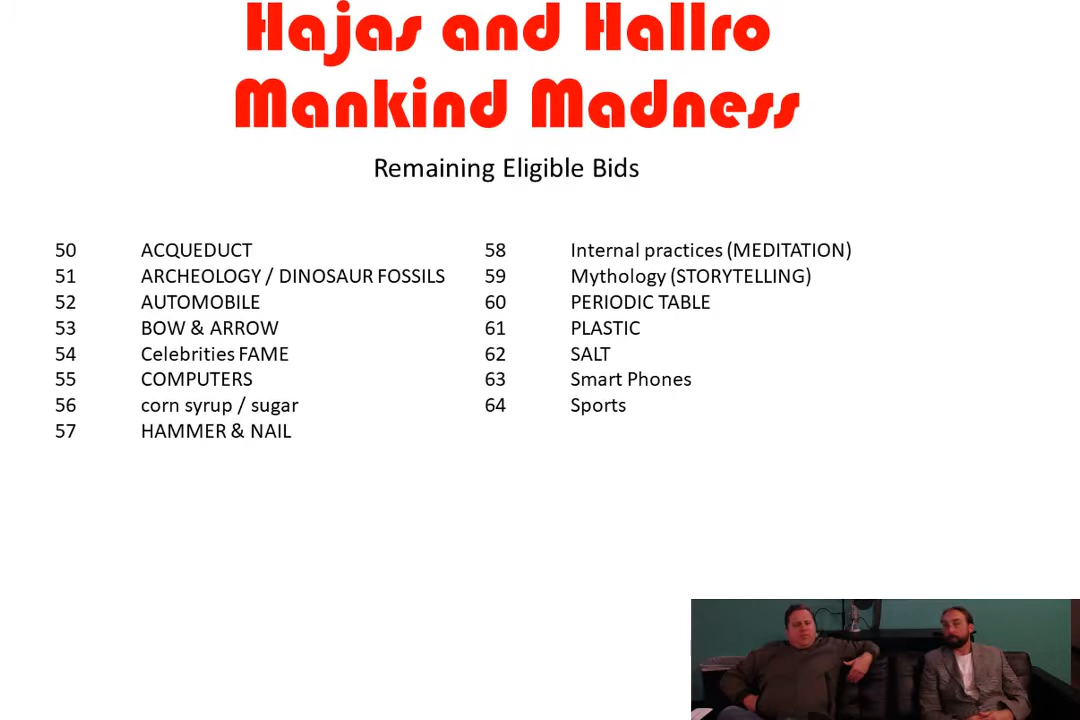 Hajas and Hallro
Mankind Madness
Remaining Eligible Bids
50 ACQUEDUCT
51 ARCHEOLOGY / DINOSAUR FOSSILS
52 AUTOMOBILE
53 BOW & ARROW
54 Celebrities FAME
55 COMPUTERS
56 corn syrup / sugar
57 HAMMER & NAIL
58 Internal practices (MEDITATION)
59 Mythology (STORYTELLING)
60 PERIODIC TABLE
61 PLASTIC
62 SALT
63 Smart Phones
64 Sports